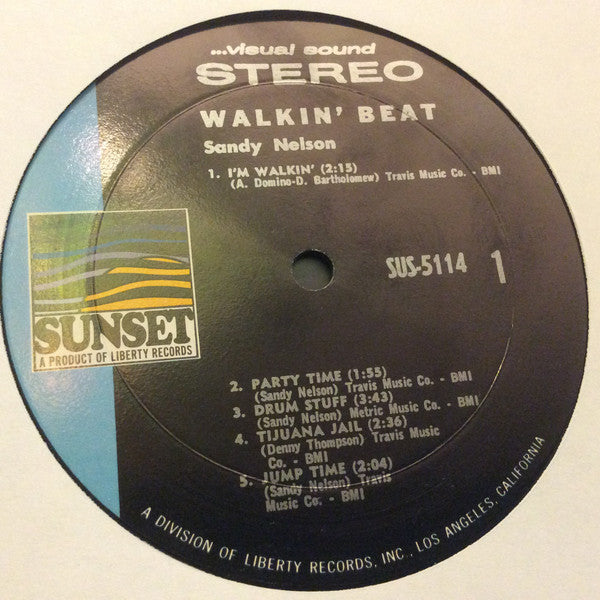 ...visual sound
STEREO
WALKIN' BEAT
Sandy Nelson
1. I'M WALKIN' (2:15)
(A. Domino-D. Bartholomew) Travis Music Co. - BMI
SUS-5114 1
SUNSET
A PRODUCT OF LIBERTY RECORDS
2. PARTY TIME (1:55)
(Sandy Nelson) Travis Music Co. - BMI
3. DRUM STUFF (3:43)
(Sandy Nelson) Metric Music Co. - BMI
4. TIJUANA JAIL (2:36)
(Denny Thompson) Travis Music
Co. - BMI
5. JUMP TIME (2:04)
(Sandy Nelson) Travis
Music Co. - BMI
A DIVISION OF LIBERTY RECORDS, INC., LOS ANGELES, CALIFORNIA